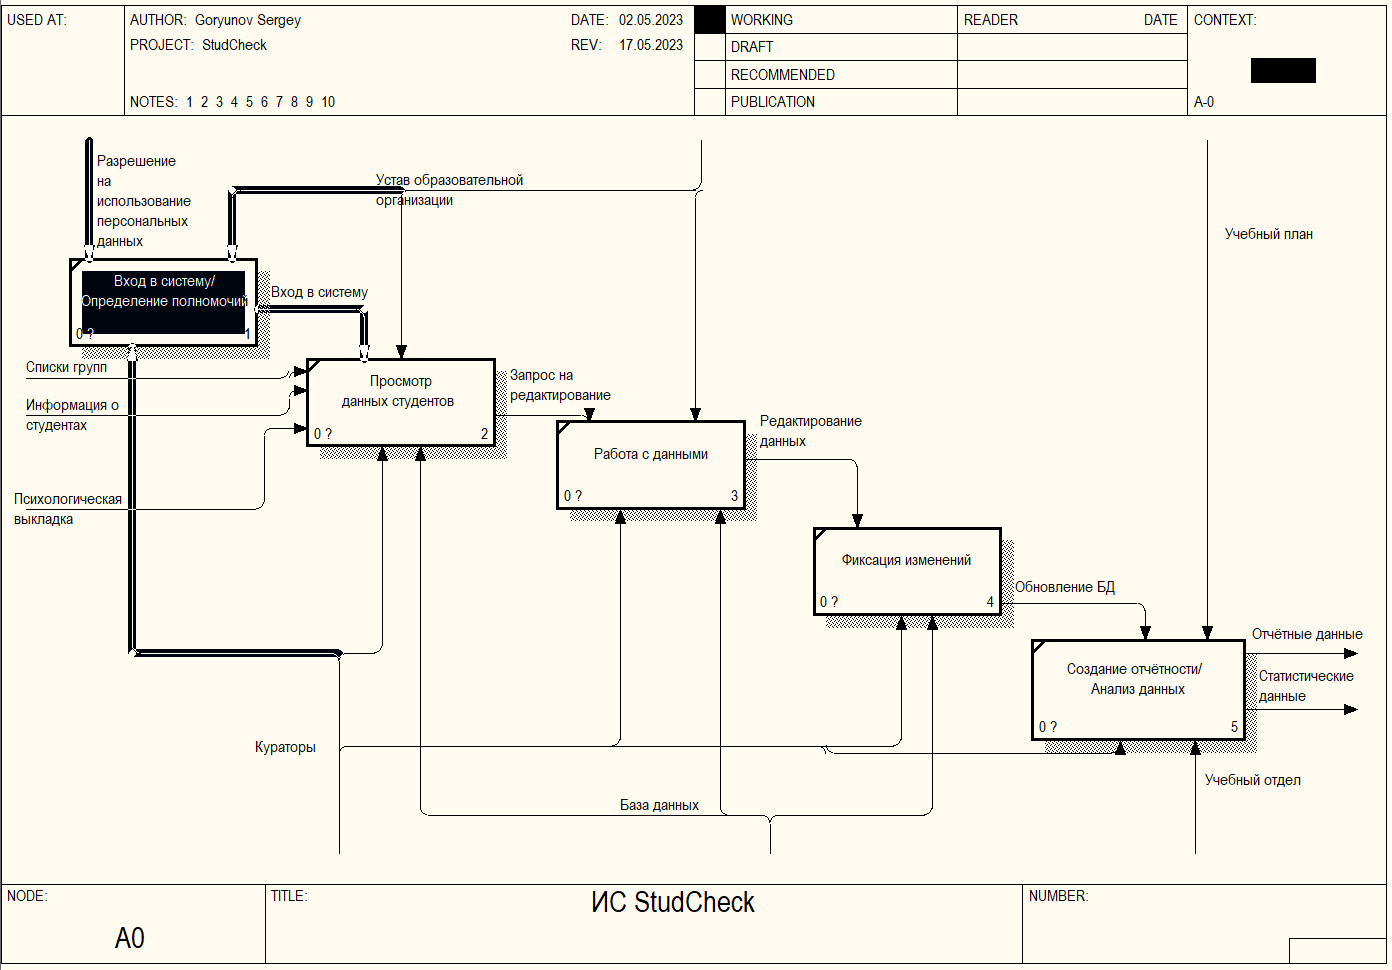 USED AT:
AUTHOR: Goryunov Sergey
DATE: 02.05.2023
PROJECT: StudCheck
REV: 17.05.2023
NOTES: 1 2 3 4 5 6 7 8 9 10
WORKING
DRAFT
RECOMMENDED
PUBLICATION
READER
DATE
CONTEXT:
A-0
Разрешение
на
использование
персональных
данных
Устав образовательной
организации
Учебный план
Вход в систему/
Определение полномочий
0 ?
1
Вход в систему
Списки групп
Информация о
студентах
Психологическая
выкладка
Просмотр
данных студентов
0 ?
2
Запрос на
редактирование
Работа с данными
0 ?
3
Редактирование
данных
Фиксация изменений
0 ?
4
Обновление БД
Создание отчётности/
Анализ данных
0 ?
5
Отчётные данные
Статистические
данные
Кураторы
База данных
Учебный отдел
NODE:
A0
TITLE:
ИС StudCheck
NUMBER: